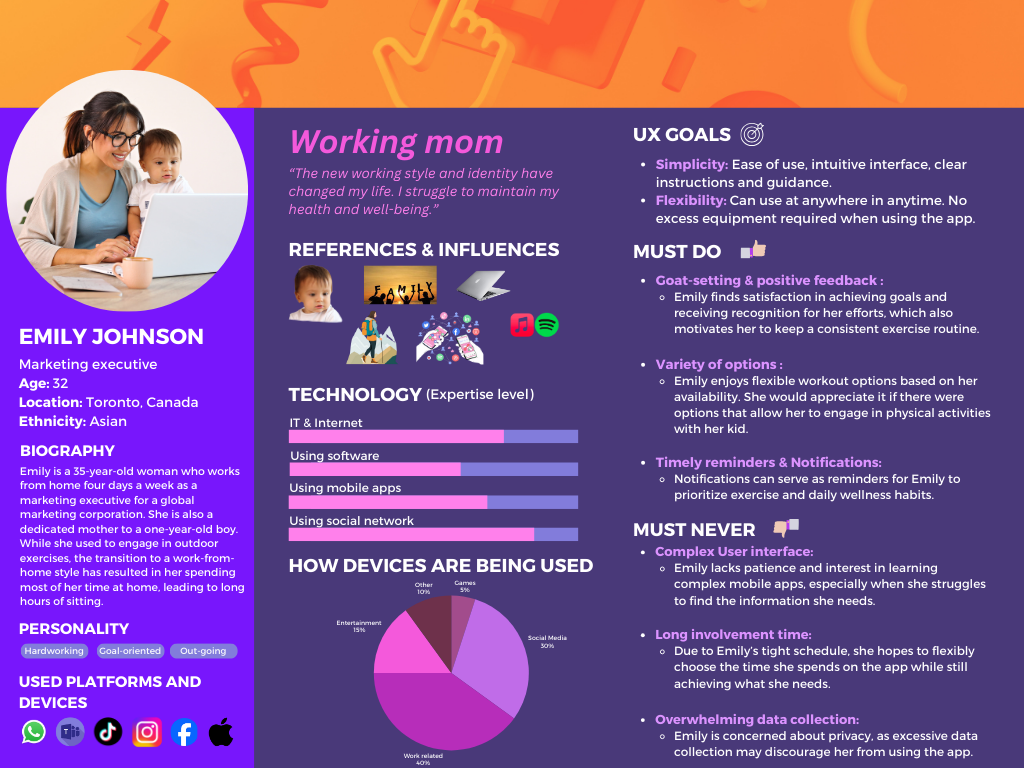 EMILY JOHNSON
Marketing executive
Age: 32
Location: Toronto, Canada
Ethnicity: Asian
BIOGRAPHY
Emily is a 35-year-old woman who works
from home four days a week as a
marketing executive for a global
marketing corporation. She is also a
dedicated mother to a one-year-old boy.
While she used to engage in outdoor
exercises, the transition to a work-from-
home style has resulted in her spending
most of her time at home, leading to long
hours of sitting.
PERSONALITY
Hardworking
Goal-oriented
Out-going
USED PLATFORMS AND
DEVICES
Working mom
“The new working style and identity have
changed my life. I struggle to maintain my
health and well-being.”
REFERENCES & INFLUENCES
FAMILY
TECHNOLOGY (Expertise level)
IT & Internet
Using software
Using mobile apps
Using social network
HOW DEVICES ARE BEING USED
Games
5%
Social Media
30%
Work related
40%
Entertainment
15%
Other
10%
UX GOALS
• Simplicity: Ease of use, intuitive interface, clear
instructions and guidance.
• Flexibility: Can use at anywhere in anytime. No
excess equipment required when using the app.
MUST DO
• Goat-setting & positive feedback :
◦ Emily finds satisfaction in achieving goals and
receiving recognition for her efforts, which also
motivates her to keep a consistent exercise routine.
• Variety of options :
◦ Emily enjoys flexible workout options based on her
availability. She would appreciate it if there were
options that allow her to engage in physical activities
with her kid.
• Timely reminders & Notifications:
◦ Notifications can serve as reminders for Emily to
prioritize exercise and daily wellness habits.
MUST NEVER
• Complex User interface:
◦ Emily lacks patience and interest in learning
complex mobile apps, especially when she struggles
to find the information she needs.
• Long involvement time:
◦ Due to Emily’s tight schedule, she hopes to flexibly
choose the time she spends on the app while still
achieving what she needs.
• Overwhelming data collection:
◦ Emily is concerned about privacy, as excessive data
collection may discourage her from using the app.